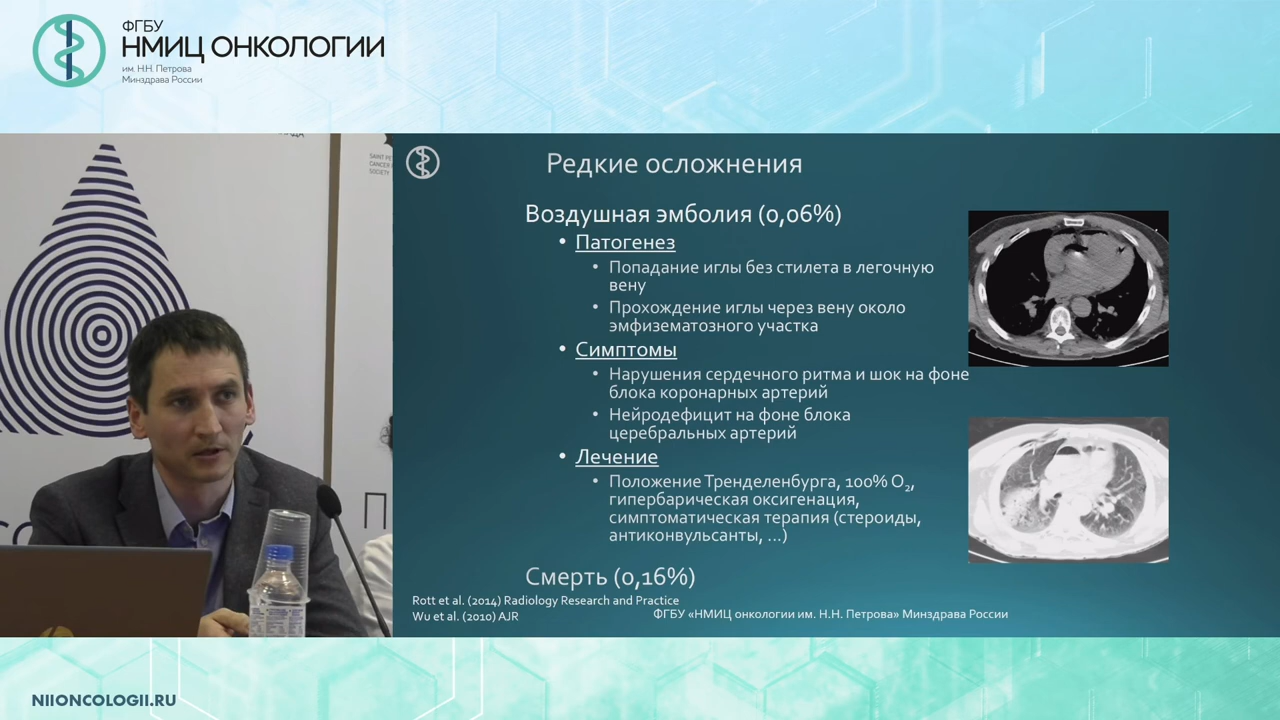 ФГБУ
НМИЦ ОНКОЛОГИИ
им. Н.Н. Петрова
Минздрава России
SAINT PE
CANCER
SOCIETY
Редкие осложнения
Воздушная эмболия (0,06%)
• Патогенез
• Попадание иглы без стилета в легочную
вену
• Прохождение иглы через вену около
эмфизематозного участка
• Симптомы
• Нарушения сердечного ритма и шок на фоне
блока коронарных артерий
• Нейродефицит на фоне блока
церебральных артерий
• Лечение
• Положение Тренделенбурга, 100% O₂,
гипербарическая оксигенация,
симптоматическая терапия (стероиды,
антиконвульсанты, ...)
Смерть (0,16%)
Rott et al. (2014) Radiology Research and Practice
Wu et al. (2010) AJR
ФГБУ «НМИЦ онкологии им. Н.Н. Петрова» Минздрава России
NIIONCOLOGII.RU